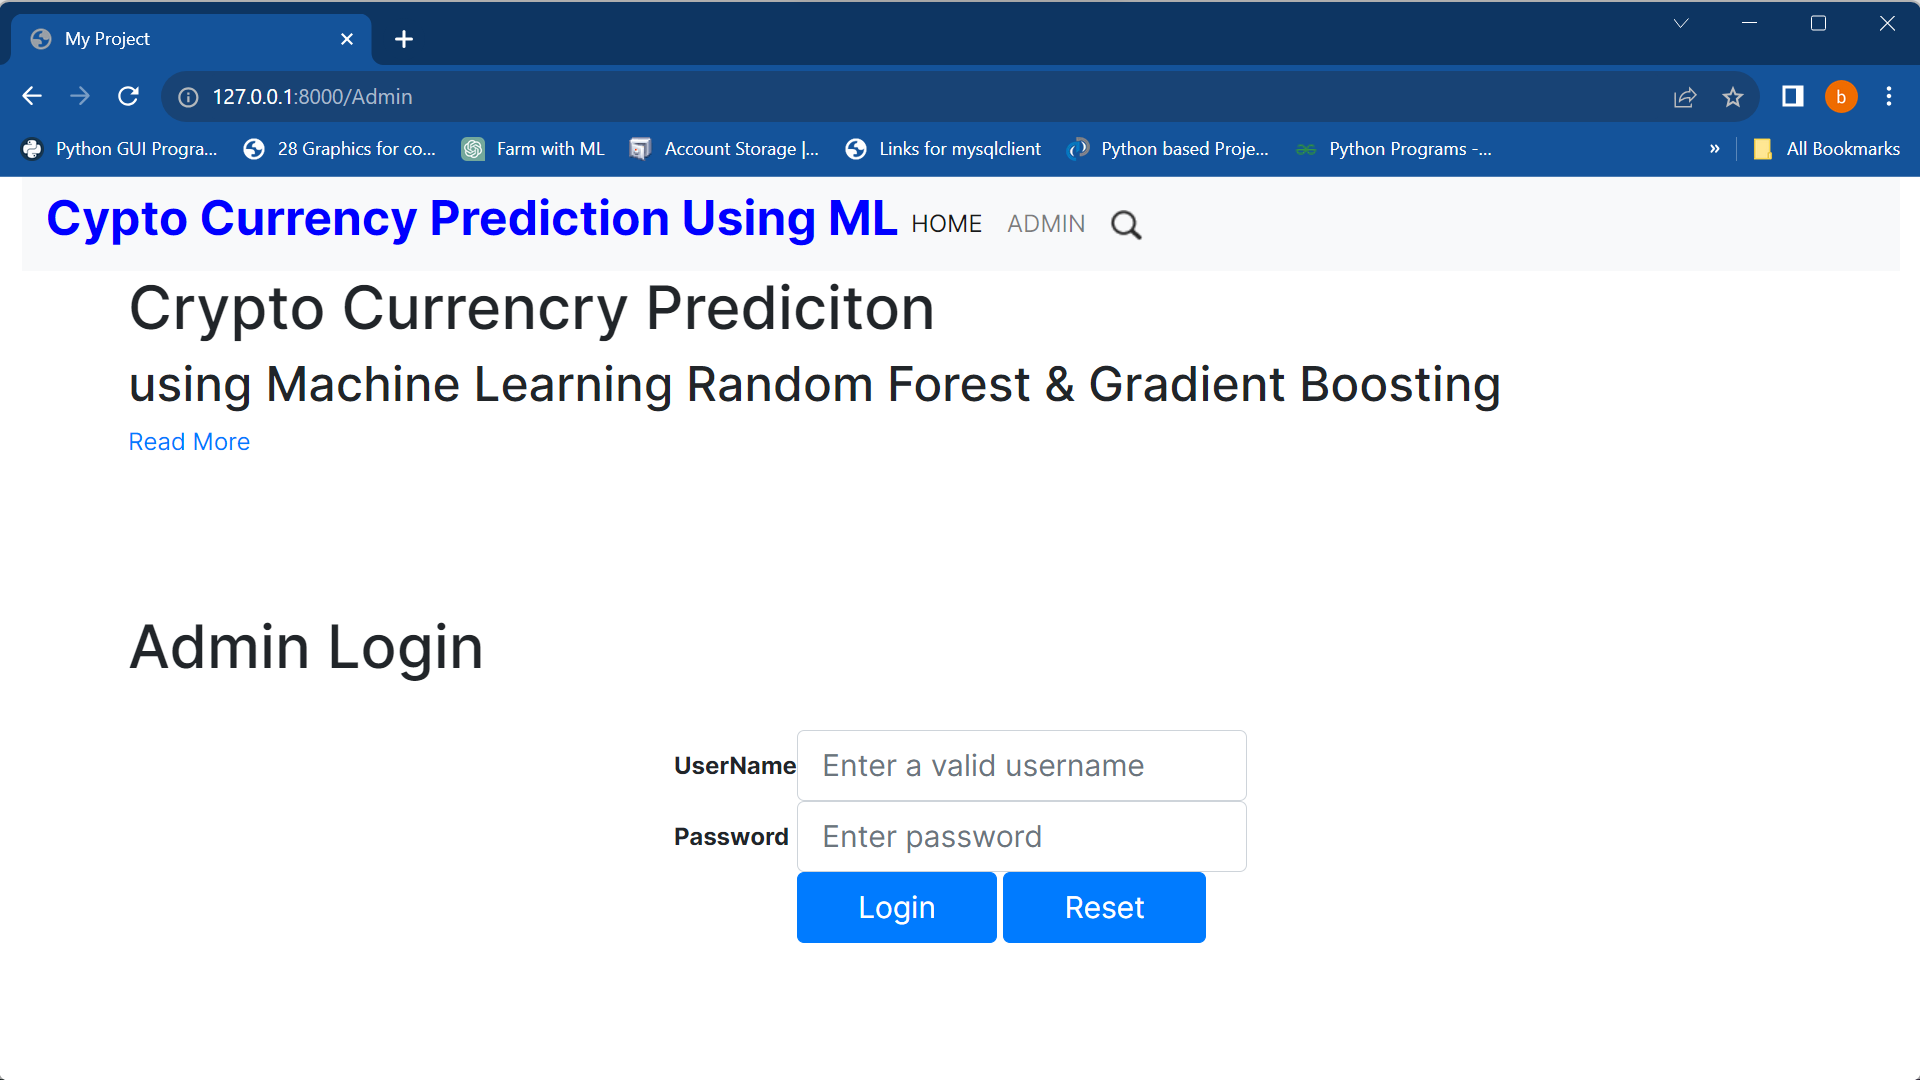 My Project
127.0.0.1:8000/Admin
b
Python GUI Progra... 28 Graphics for co... Farm with ML Account Storage |... Links for mysqlclient Python based Proje... Python Programs -... » All Bookmarks
Cypto Currency Prediction Using ML HOME ADMIN
Crypto Currencry Prediciton
using Machine Learning Random Forest & Gradient Boosting
Read More
Admin Login
UserName Enter a valid username
Password Enter password
Login Reset